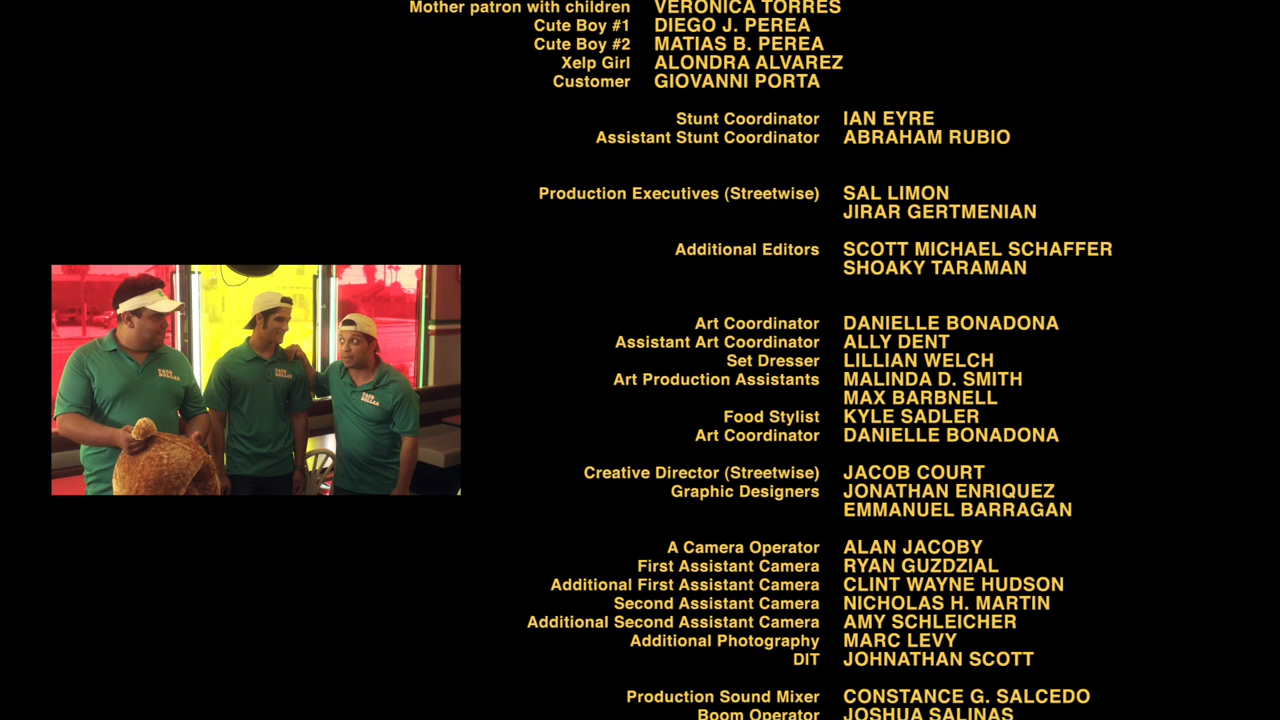 Mother patron with children VERONICA TORRES
Cute Boy #1 DIEGO J. PEREA
Cute Boy #2 MATIAS B. PEREA
Xelp Girl ALONDRA ALVAREZ
Customer GIOVANNI PORTA
Stunt Coordinator IAN EYRE
Assistant Stunt Coordinator ABRAHAM RUBIO
Production Executives (Streetwise) SAL LIMON
JIRAR GERTMENIAN
Additional Editors SCOTT MICHAEL SCHAFFER
SHOAKY TARAMAN
Art Coordinator DANIELLE BONADONA
Assistant Art Coordinator ALLY DENT
Set Dresser LILLIAN WELCH
Art Production Assistants MALINDA D. SMITH
MAX BARBNELL
Food Stylist KYLE SADLER
Art Coordinator DANIELLE BONADONA
Creative Director (Streetwise) JACOB COURT
Graphic Designers JONATHAN ENRIQUEZ
EMMANUEL BARRAGAN
A Camera Operator ALAN JACOBY
First Assistant Camera RYAN GUZDZIAL
Additional First Assistant Camera CLINT WAYNE HUDSON
Second Assistant Camera NICHOLAS H. MARTIN
Additional Second Assistant Camera AMY SCHLEICHER
Additional Photography MARC LEVY
DIT JOHNATHAN SCOTT
Production Sound Mixer CONSTANCE G. SALCEDO
Boom Operator JOSHUA SALINAS
TACO
DOLLAR
TACO
DOLLAR
TACO
DOLLAR